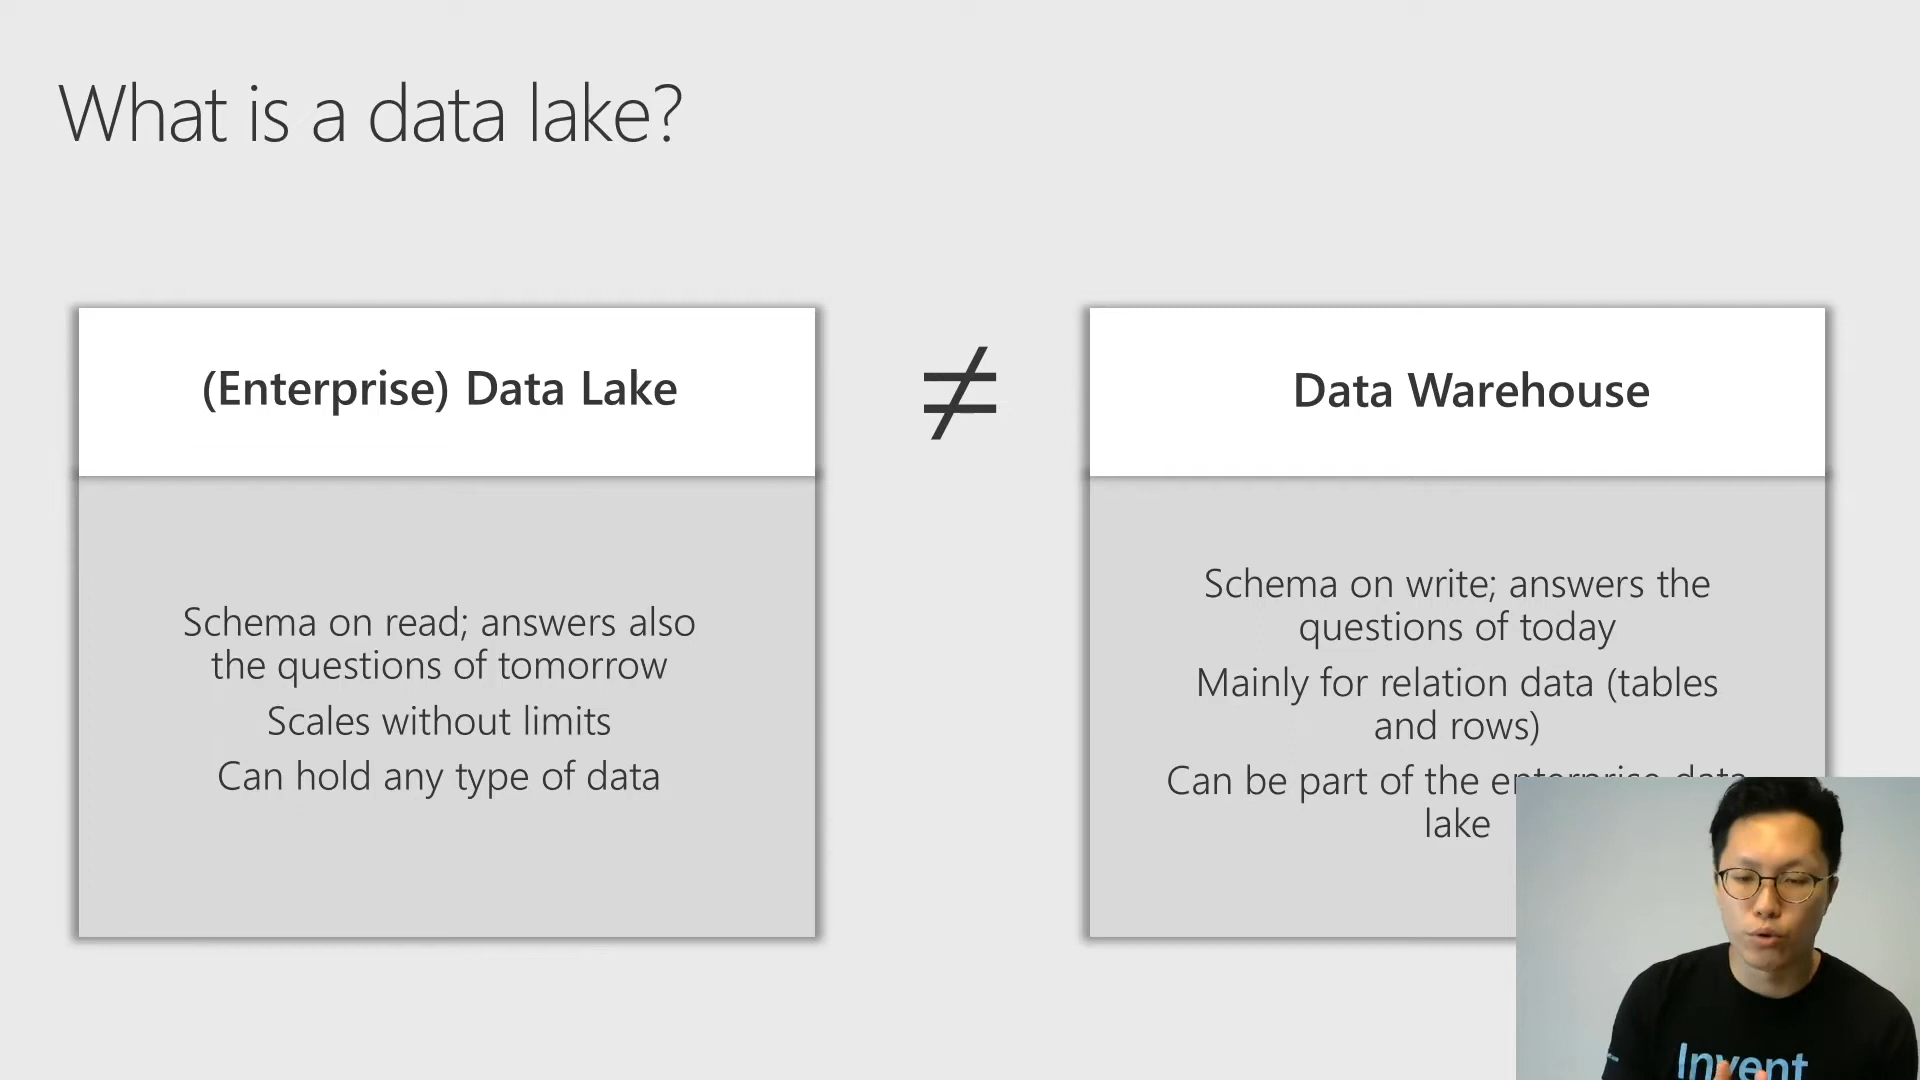 What is a data lake?
(Enterprise) Data Lake
≠
Data Warehouse
Schema on read; answers also
the questions of tomorrow
Scales without limits
Can hold any type of data
Schema on write; answers the
questions of today
Mainly for relation data (tables
and rows)
Can be part of the enterprise data
lake
Invent